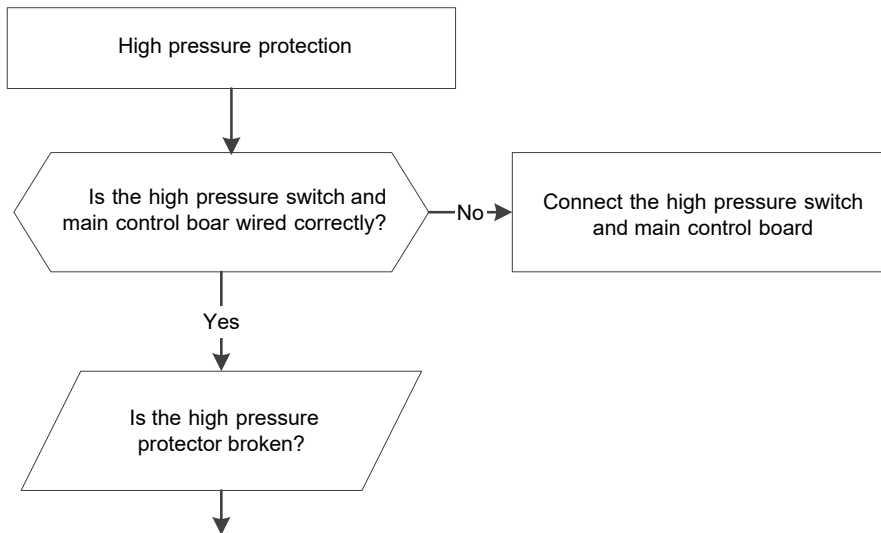 High pressure protection
Is the high pressure switch and
main control boar wired correctly?
No
Connect the high pressure switch
and main control board
Yes
Is the high pressure
protector broken?